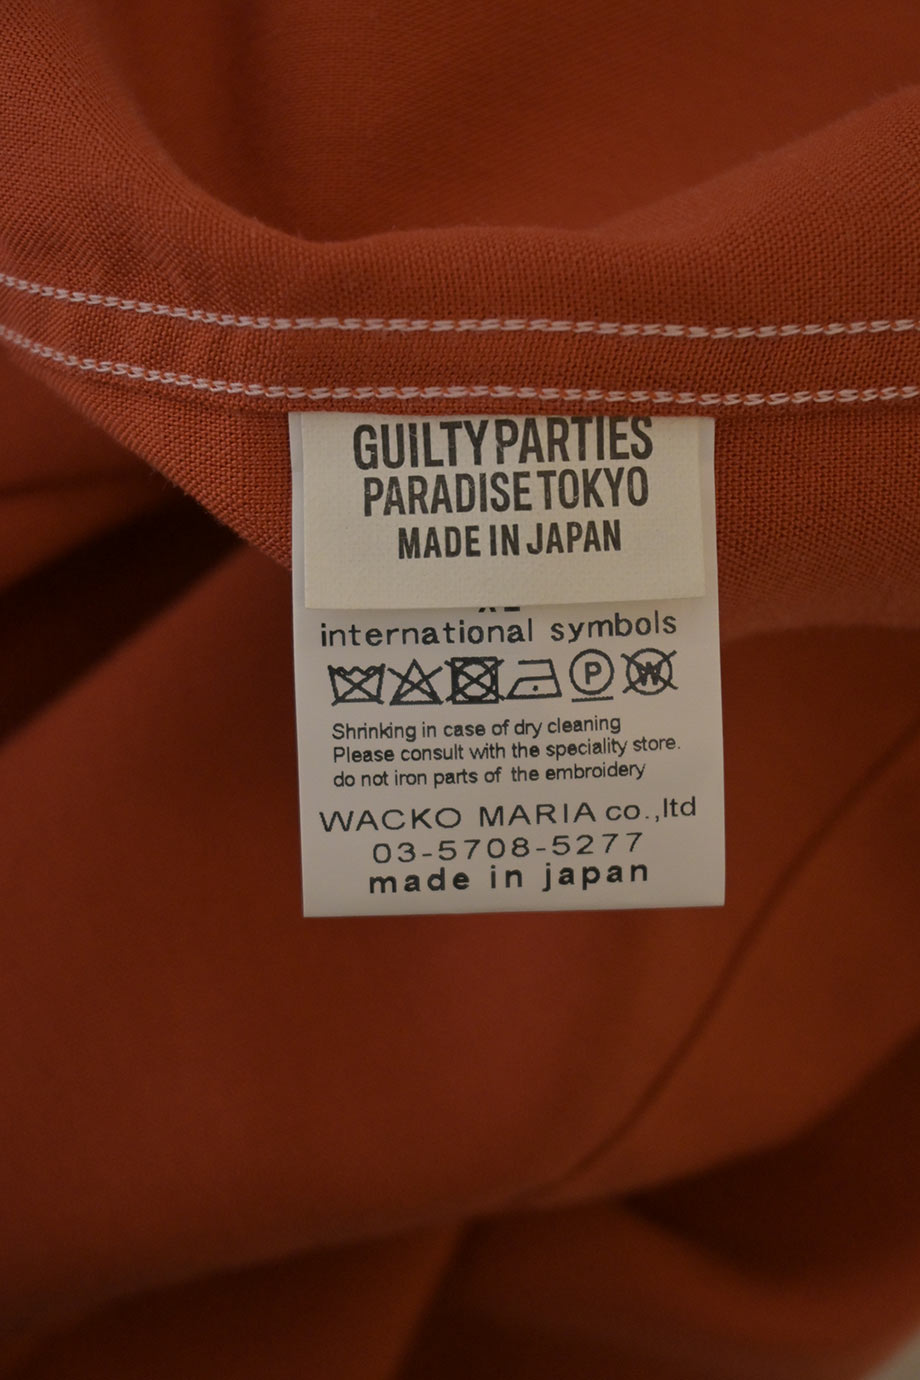 GUILTY PARTIES
PARADISE TOKYO
MADE IN JAPAN
international symbols
P W
Shrinking in case of dry cleaning
Please consult with the speciality store.
do not iron parts of the embroidery
WACKO MARIA co.,ltd
03-5708-5277
made in japan